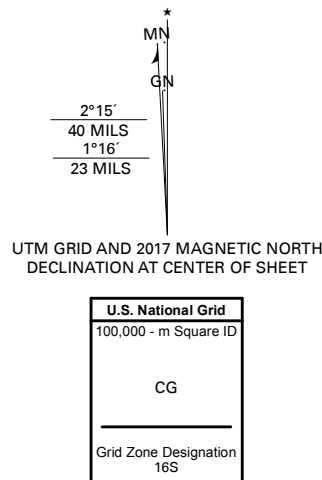 ★
MN
GN
2°15´
40 MILS
1°16´
23 MILS
UTM GRID AND 2017 MAGNETIC NORTH
DECLINATION AT CENTER OF SHEET
U.S. National Grid
100,000 - m Square ID
CG
Grid Zone Designation
16S